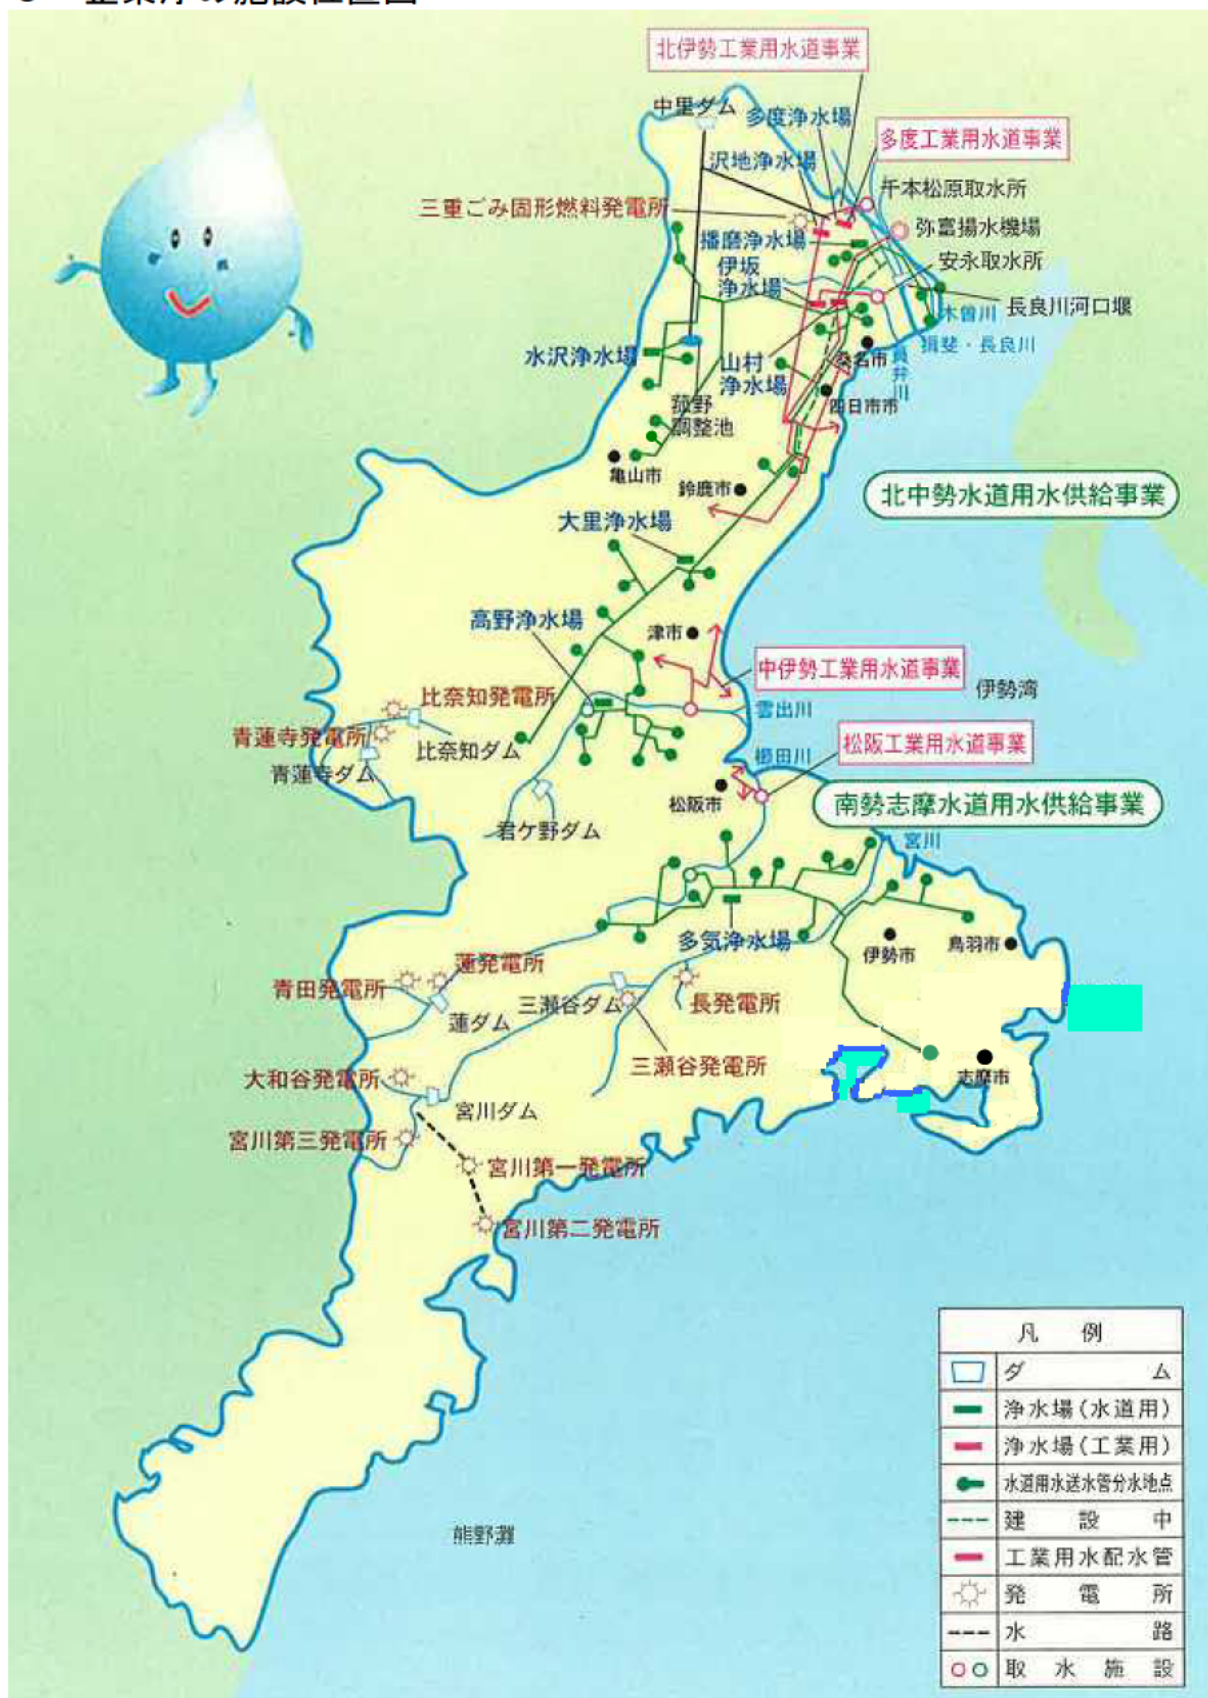 北伊勢工業用水道事業
中里ダム
多度浄水場
多度工業用水道事業
沢地浄水場
千本松原取水所
三重ごみ固形燃料発電所
弥富揚水機場
播磨浄水場
安永取水所
伊坂
浄水場
長良川河口堰
木曽川
揖斐・長良川
水沢浄水場
山村
浄水場
桑名市
員弁川
菰野
調整池
四日市市
亀山市
鈴鹿市
北中勢水道用水供給事業
大里浄水場
高野浄水場
津市
中伊勢工業用水道事業
伊勢湾
比奈知発電所
雲出川
青蓮寺発電所
比奈知ダム
櫛田川
松阪工業用水道事業
青蓮寺ダム
松阪市
南勢志摩水道用水供給事業
君ケ野ダム
宮川
多気浄水場
伊勢市
鳥羽市
蓮発電所
青田発電所
三瀬谷ダム
長発電所
蓮ダム
三瀬谷発電所
大和谷発電所
志摩市
宮川ダム
宮川第三発電所
宮川第一発電所
宮川第二発電所
熊野灘
凡例
ダム
浄水場(水道用)
浄水場(工業用)
水道用水送水管分水地点
建設中
工業用水配水管
発電所
水路
取水施設